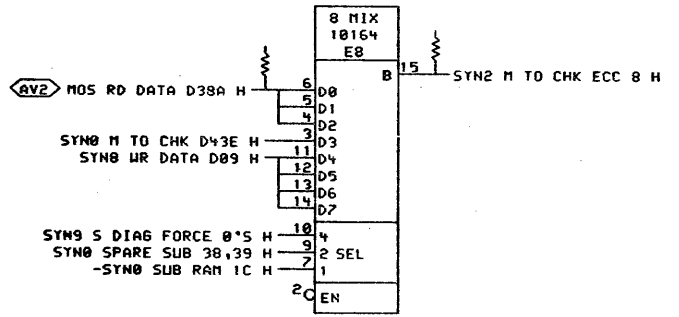 8 MIX
10164
E8
B 15 SYN2 M TO CHK ECC 8 H
AV2 MOS RD DATA D38A H 6 D0
5 D1
4 D2
SYN0 M TO CHK D43E H 3 D3
SYN8 WR DATA D09 H 11 D4
12 D5
13 D6
14 D7
SYN9 S DIAG FORCE 0'S H 10 4
SYN0 SPARE SUB 38,39 H 9 2 SEL
-SYN0 SUB RAM 1C H 7 1
2 EN